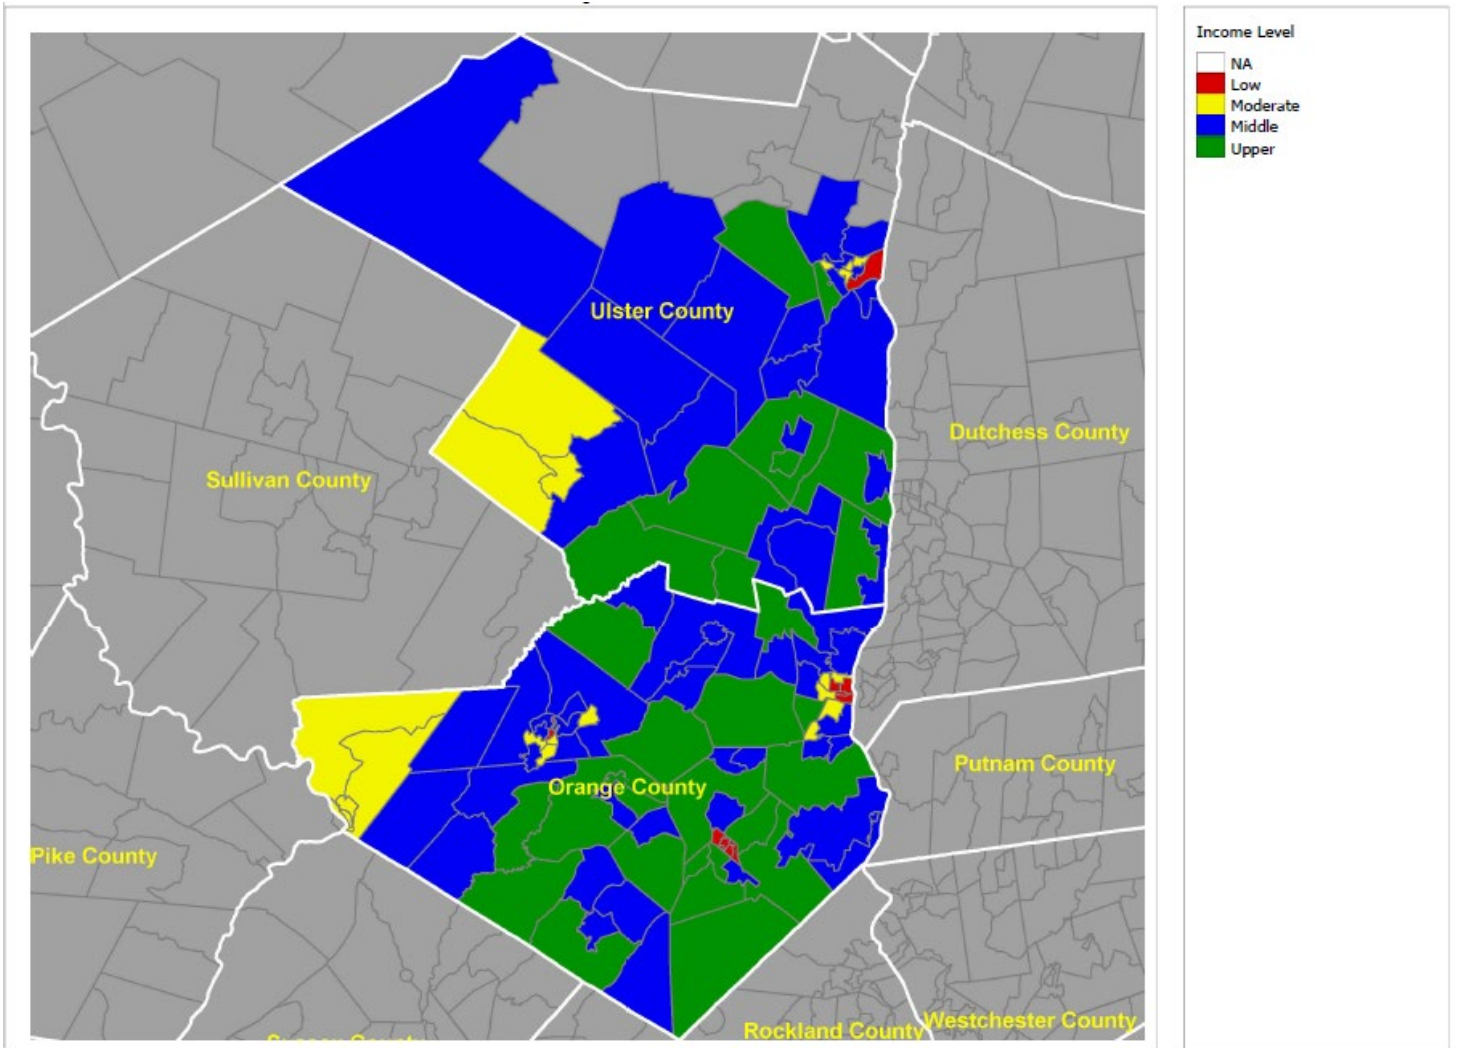 Income Level
NA
Low
Moderate
Middle
Upper
Ulster County
Dutchess County
Sullivan County
Putnam County
Orange County
Pike County
Westchester County
Rockland County